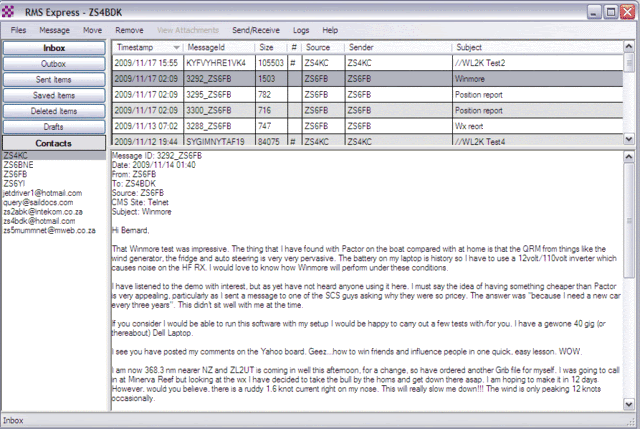 RMS Express - ZS4BDK
Files Message Move Remove View Attachments Send/Receive Logs Help
Inbox
Outbox
Sent Items
Saved Items
Deleted Items
Drafts
Contacts
ZS4KC
ZS6BNE
ZS6FB
ZS6YI
jetdriver1@hotmail.com
query@saildocs.com
zs2abk@intekom.co.za
zs4bdk@hotmail.com
zs5mummnet@mweb.co.za
Timestamp MessageId Size # Source Sender Subject
2009/11/17 15:55 KYFVYHRE1VK4 105503 # ZS4KC ZS4KC //WL2K Test2
2009/11/17 02:09 3292_ZS6FB 1503 ZS6FB ZS6FB Winmore
2009/11/17 02:09 3295_ZS6FB 782 ZS6FB ZS6FB Position report
2009/11/17 02:09 3300_ZS6FB 716 ZS6FB ZS6FB Position report
2009/11/13 07:02 3288_ZS6FB 747 ZS6FB ZS6FB Wx reort
2009/11/12 19:44 SYGIMNYTAF19 84075 # ZS4KC ZS4KC //WL2K Test4
Message ID: 3292_ZS6FB
Date: 2009/11/14 01:40
From: ZS6FB
To: ZS4BDK
Source: ZS6FB
CMS Site: Telnet
Subject: Winmore
Hi Bernard,
That Winmore test was impressive. The thing that I have found with Pactor on the boat compared with at home is that the QRM from things like the
wind generator, the fridge and auto steering is very very pervasive. The battery on my laptop is history so I have to use a 12volt/110volt inverter which
causes noise on the HF RX. I would love to know how Winmore will perform under these conditions.
I have listened to the demo with interest, but as yet have not heard anyone using it here. I must say the idea of having something cheaper than Pactor
is very appealing, particularly as I sent a message to one of the SCS guys asking why they were so pricey. The answer was "because I need a new car
every three years". This didn't sit well with me at the time.
If you consider I would be able to run this software with my setup I would be happy to carry out a few tests with/for you. I have a gewone 40 gig (or
thereabout) Dell Laptop.
I see you have posted my comments on the Yahoo board. Geez...how to win friends and influence people in one quick, easy lesson. WOW.
I am now 368.3 nm nearer NZ and ZL2UT is coming in well this afternoon, for a change, so have ordered another Grib file for myself. I was going to call
in at Minerva Reef but looking at the wx I have decided to take the bull by the horns and get down there asap. I am hoping to make it in 12 days.
However, would you believe, there is a ruddy 1.6 knot current right on my nose. This will really slow me down!!! The wind is only peaking 12 knots
occasionally.
Inbox